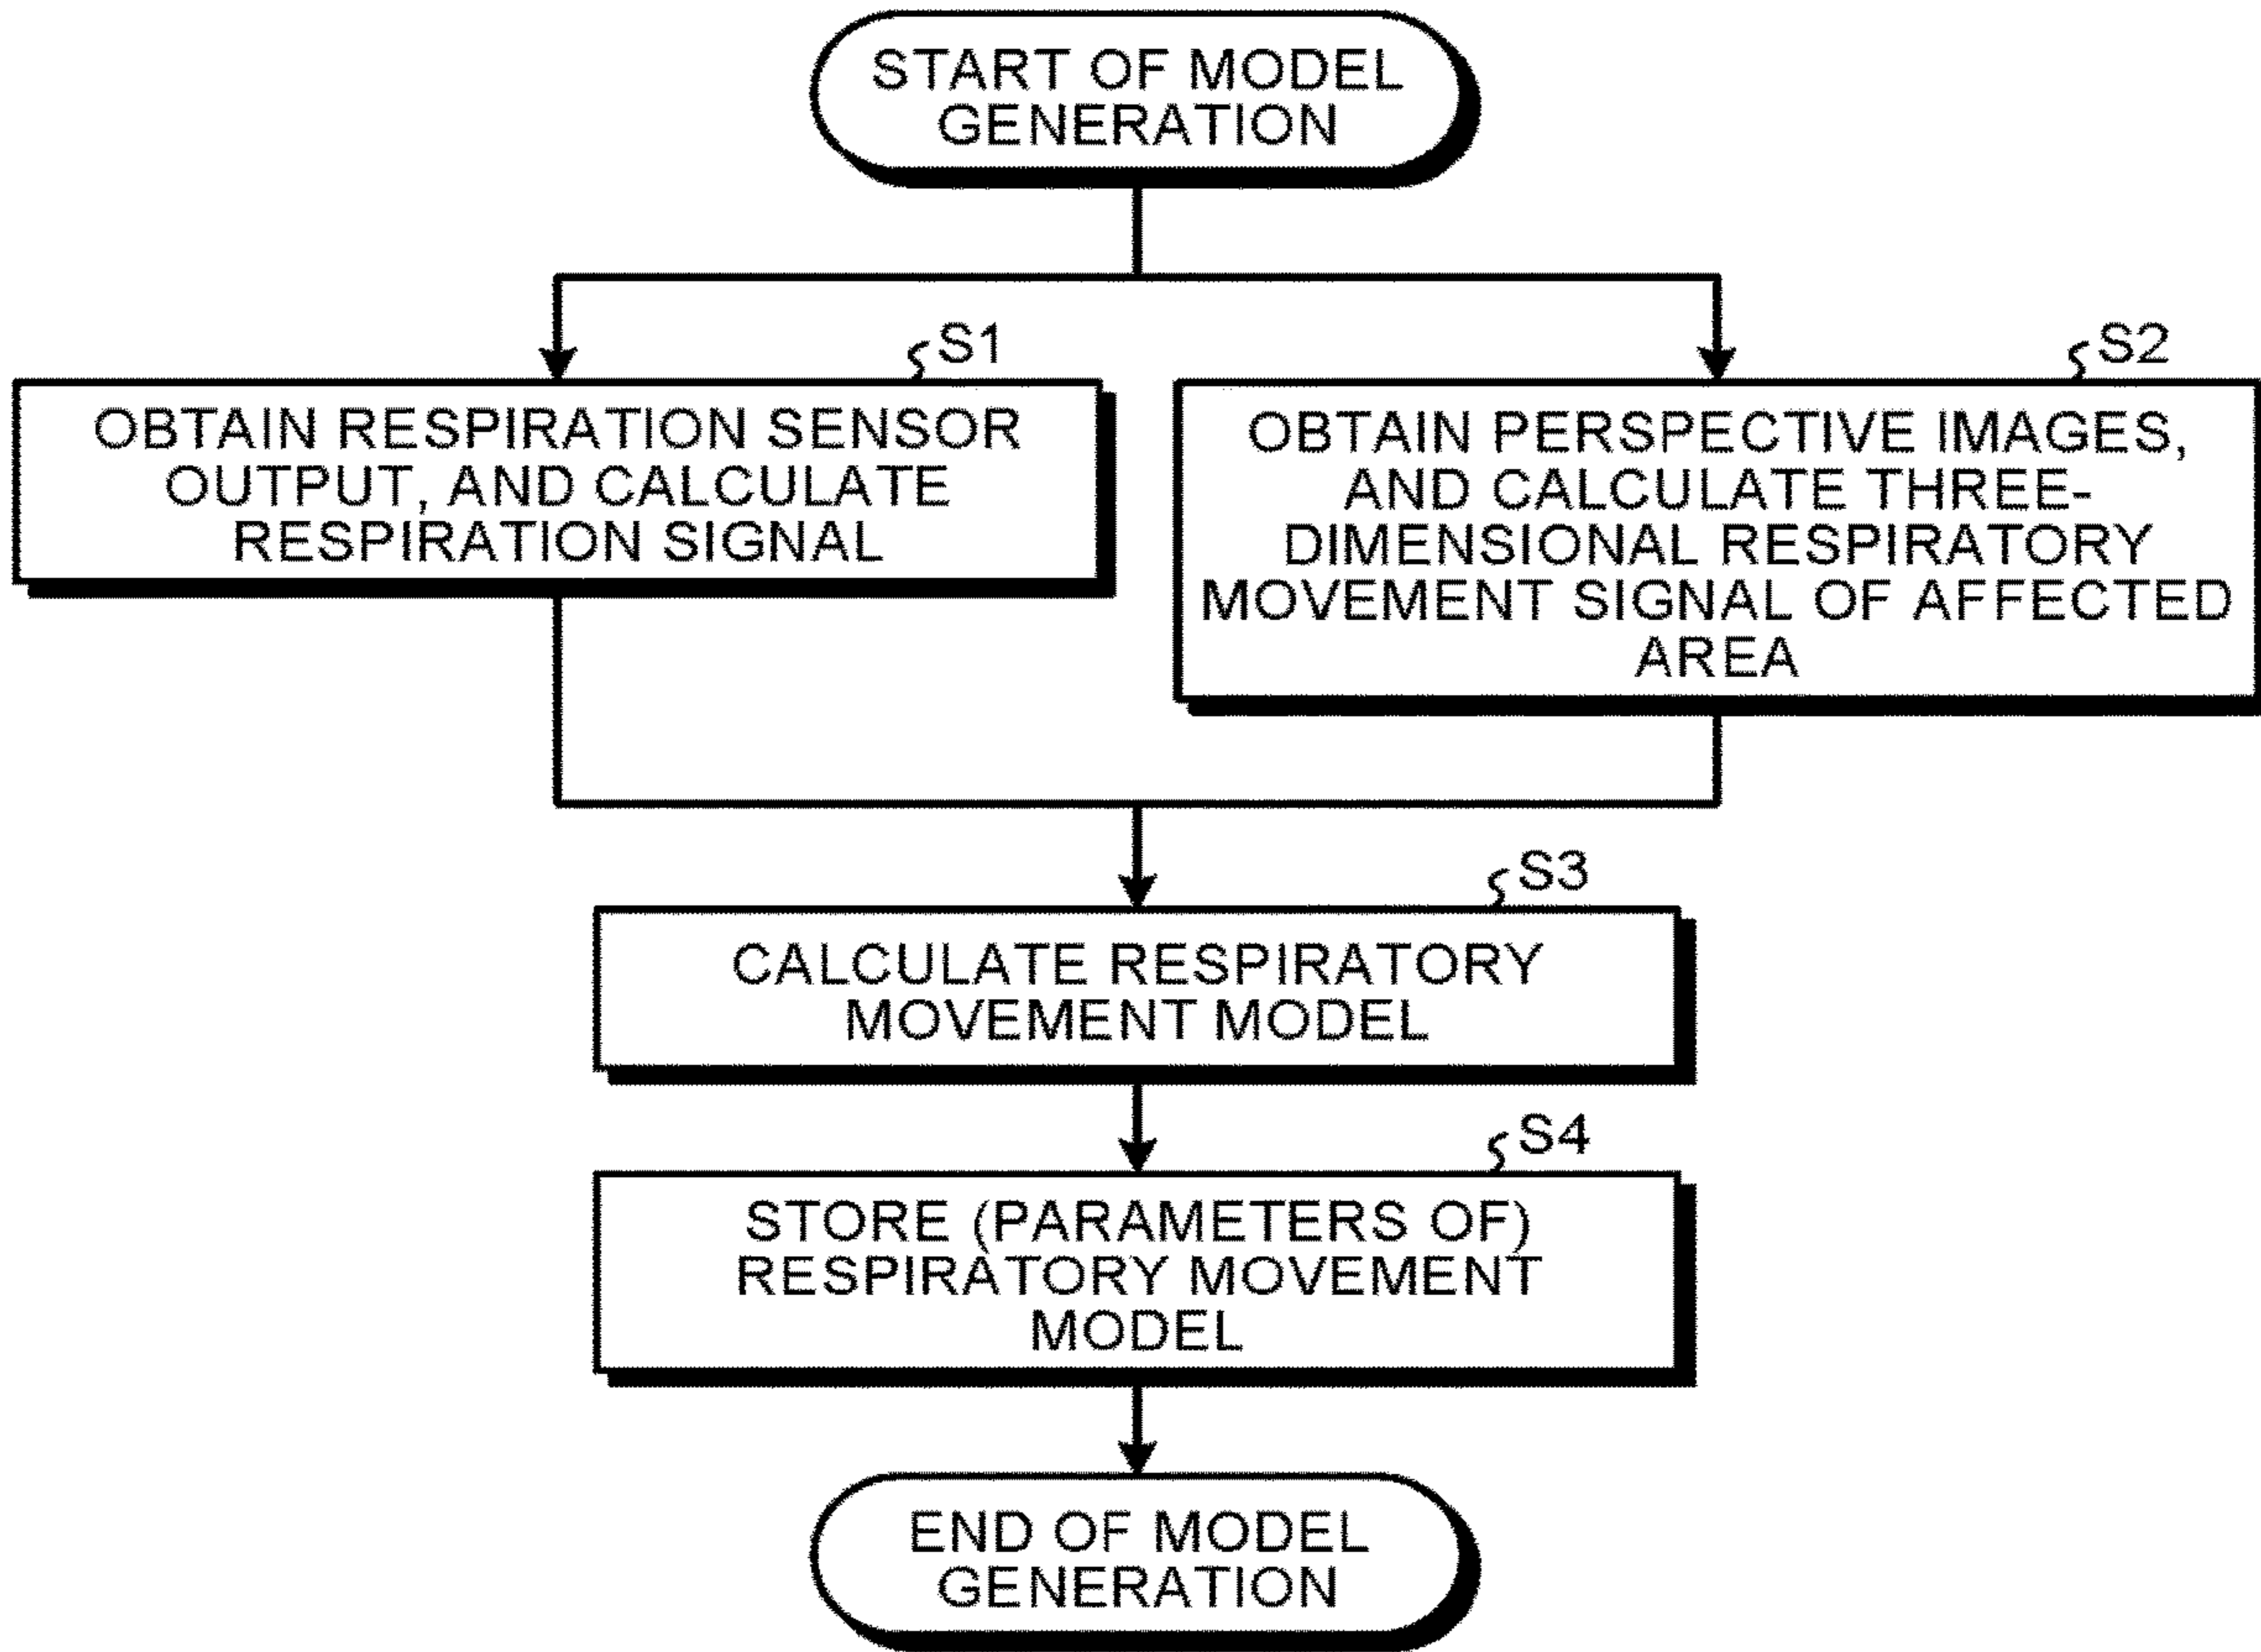 START OF MODEL
GENERATION
S1
OBTAIN RESPIRATION SENSOR
OUTPUT, AND CALCULATE
RESPIRATION SIGNAL
S2
OBTAIN PERSPECTIVE IMAGES,
AND CALCULATE THREE-
DIMENSIONAL RESPIRATORY
MOVEMENT SIGNAL OF AFFECTED
AREA
S3
CALCULATE RESPIRATORY
MOVEMENT MODEL
S4
STORE (PARAMETERS OF)
RESPIRATORY MOVEMENT
MODEL
END OF MODEL
GENERATION